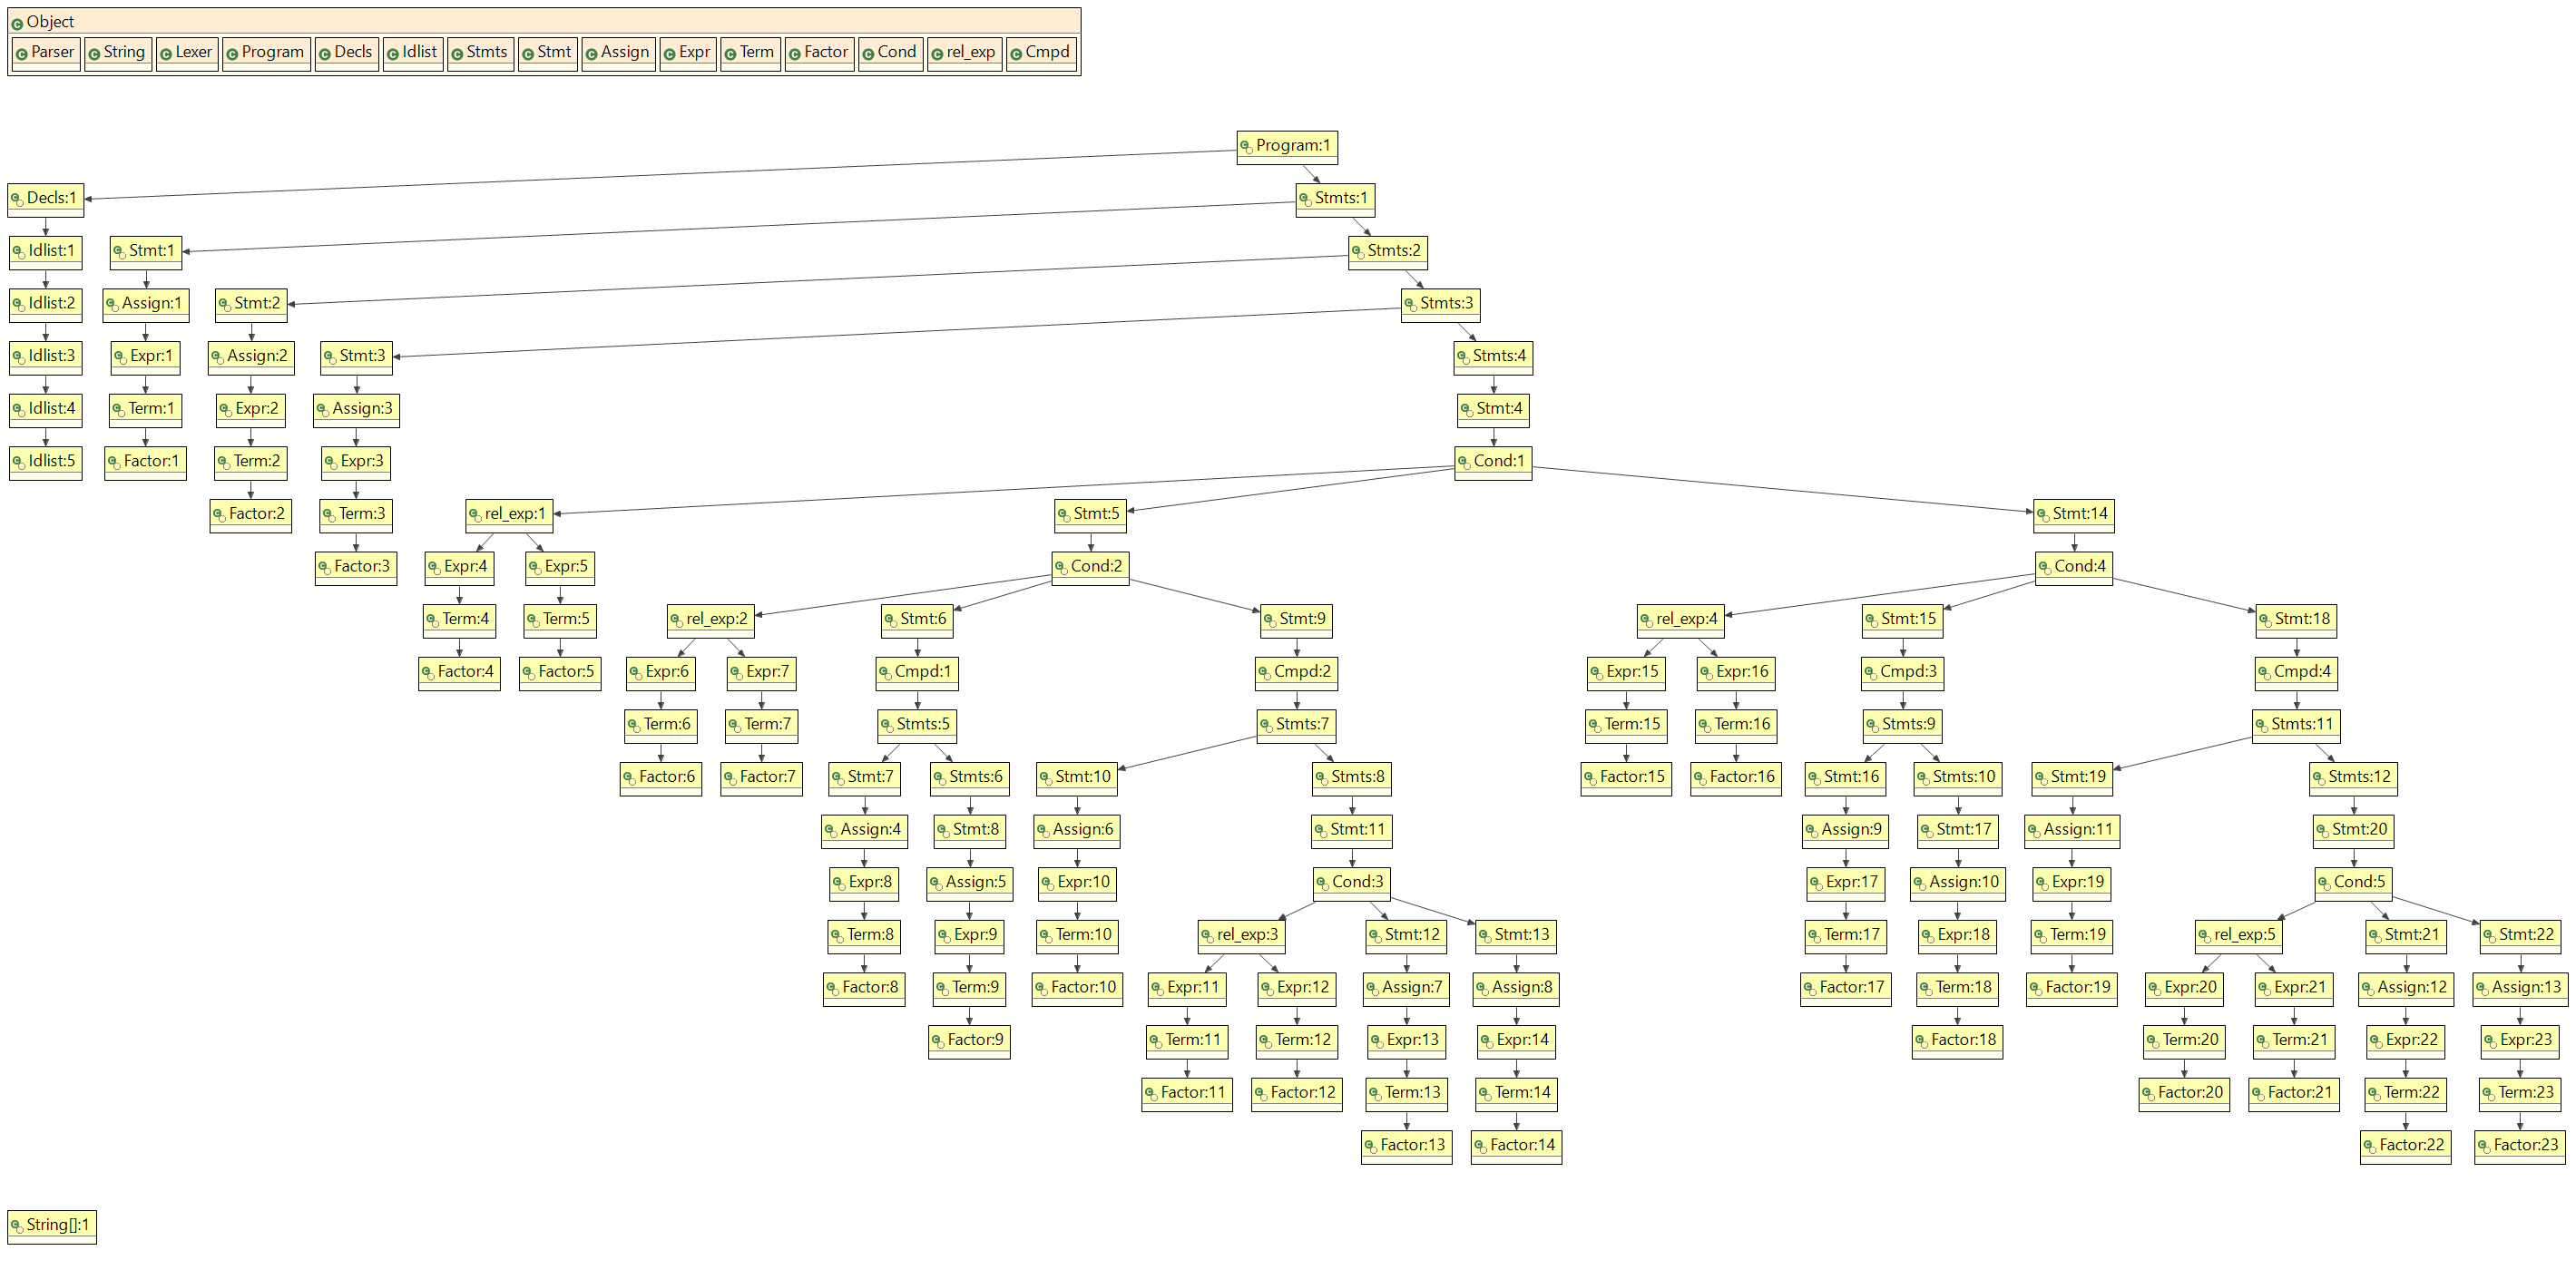 Object
Parser String Lexer Program Decls Idlist Stmts Stmt Assign Expr Term Factor Cond rel_exp Cmpd
Program:1
Decls:1 Stmts:1
Idlist:1 Stmt:1 Stmts:2
Idlist:2 Assign:1 Stmt:2 Stmts:3
Idlist:3 Expr:1 Assign:2 Stmt:3 Stmts:4
Idlist:4 Term:1 Expr:2 Assign:3 Stmt:4
Idlist:5 Factor:1 Term:2 Expr:3 Cond:1
Factor:2 Term:3 rel_exp:1 Stmt:5 Stmt:14
Factor:3 Expr:4 Expr:5 Cond:2 Cond:4
Term:4 Term:5 rel_exp:2 Stmt:6 Stmt:9 rel_exp:4 Stmt:15 Stmt:18
Factor:4 Factor:5 Expr:6 Expr:7 Cmpd:1 Cmpd:2 Expr:15 Expr:16 Cmpd:3 Cmpd:4
Term:6 Term:7 Stmts:5 Stmts:7 Term:15 Term:16 Stmts:9 Stmts:11
Factor:6 Factor:7 Stmt:7 Stmts:6 Stmt:10 Stmts:8 Factor:15 Factor:16 Stmt:16 Stmts:10 Stmt:19 Stmts:12
Assign:4 Stmt:8 Assign:6 Stmt:11 Assign:9 Stmt:17 Assign:11 Stmt:20
Expr:8 Assign:5 Expr:10 Cond:3 Expr:17 Assign:10 Expr:19 Cond:5
Term:8 Expr:9 Term:10 rel_exp:3 Stmt:12 Stmt:13 Term:17 Expr:18 Term:19 rel_exp:5 Stmt:21 Stmt:22
Factor:8 Term:9 Factor:10 Expr:11 Expr:12 Assign:7 Assign:8 Factor:17 Term:18 Factor:19 Expr:20 Expr:21 Assign:12 Assign:13
Factor:9 Term:11 Term:12 Expr:13 Expr:14 Factor:18 Term:20 Term:21 Expr:22 Expr:23
Factor:11 Factor:12 Term:13 Term:14 Factor:20 Factor:21 Term:22 Term:23
Factor:13 Factor:14 Factor:22 Factor:23
String[]:1